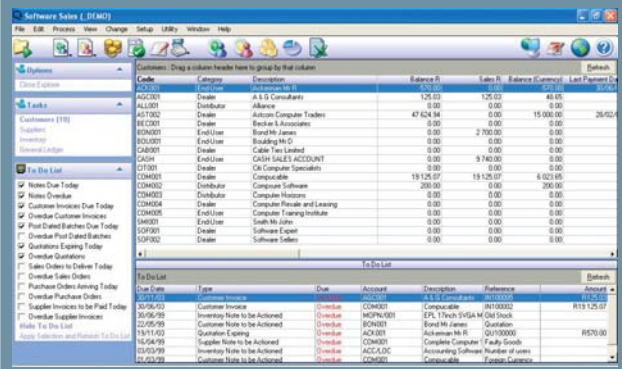 Software Sales (_DEMO)
File Edit Process View Change Setup Utility Window Help
Options
Close Explorer
Tasks
Customers [19]
Suppliers
Inventory
General Ledger
To Do List
Notes Due Today
Notes Overdue
Customer Invoices Due Today
Overdue Customer Invoices
Post Dated Batches Due Today
Overdue Post Dated Batches
Quotations Expiring Today
Overdue Quotations
Sales Orders to Deliver Today
Overdue Sales Orders
Purchase Orders Arriving Today
Overdue Purchase Orders
Supplier Invoices to be Paid Today
Overdue Supplier Invoices
Hide To Do List
Apply Selection and Refresh To Do List
Customers : Drag a column header here to group by that column Refresh
Code Category Description Balance R Sales R Balance (Currency) Last Payment Da
ACK001 End-User Ackerman Mr R -570.00 0.00 -570.00 30/06/
AGC001 Dealer A & G Consultants 125.03 125.03 48.65
ALL001 Distributor Alliance 0.00 0.00 0.00
AST002 Dealer Astcom Computer Traders 47 624.94 0.00 15 000.00 28/02/
BEC001 Dealer Becker & Associates 0.00 0.00 0.00
BON001 End-User Bond Mr James 0.00 2 700.00 0.00
BOU001 End-User Boulding Mr D 0.00 0.00 0.00
CAB001 Dealer Cable Ties Limited 0.00 0.00 0.00
CASH End-User CASH SALES ACCOUNT 0.00 9 740.00 0.00
CIT001 Dealer Citi Computer Specialists 0.00 0.00 0.00
COM001 Dealer Compucable 19 125.07 19 125.07 6 023.65
COM002 Distributor Compusure Software 200.00 0.00 200.00
COM003 Distributor Computer Horizons 0.00 0.00 0.00
COM004 Dealer Computer Resale and Leasing 0.00 0.00 0.00
COM005 End-User Computer Training Institute 0.00 0.00 0.00
SMI001 End-User Smith Mr John 0.00 0.00 0.00
SOF001 Dealer Software Expert 0.00 0.00 0.00
SOF002 Dealer Software Sellers 0.00 0.00 0.00
To Do List
To Do List Refresh
Due Date Type Due Account Description Reference Amount
30/11/03 Customer Invoice Overdue AGC001 A & G Consultants IN100005 R125.03
30/06/03 Customer Invoice Overdue COM001 Compucable IN100002 R19 125.07
30/06/99 Inventory Note to be Actioned Overdue MOPN/001 EPL 17inch SVGA M Old Stock
22/05/99 Customer Note to be Actioned Overdue BON001 Bond Mr James Quotation
19/11/03 Quotation Expiring Overdue ACK001 Ackerman Mr R QU100000 R570.00
16/04/99 Supplier Note to be Actioned Overdue COM001 Complete Computer S Faulty Goods
03/03/99 Inventory Note to be Actioned Overdue ACC/LOC Accounting Software Number of users
01/03/99 Customer Note to be Actioned Overdue COM001 Compucable Foreign Currency